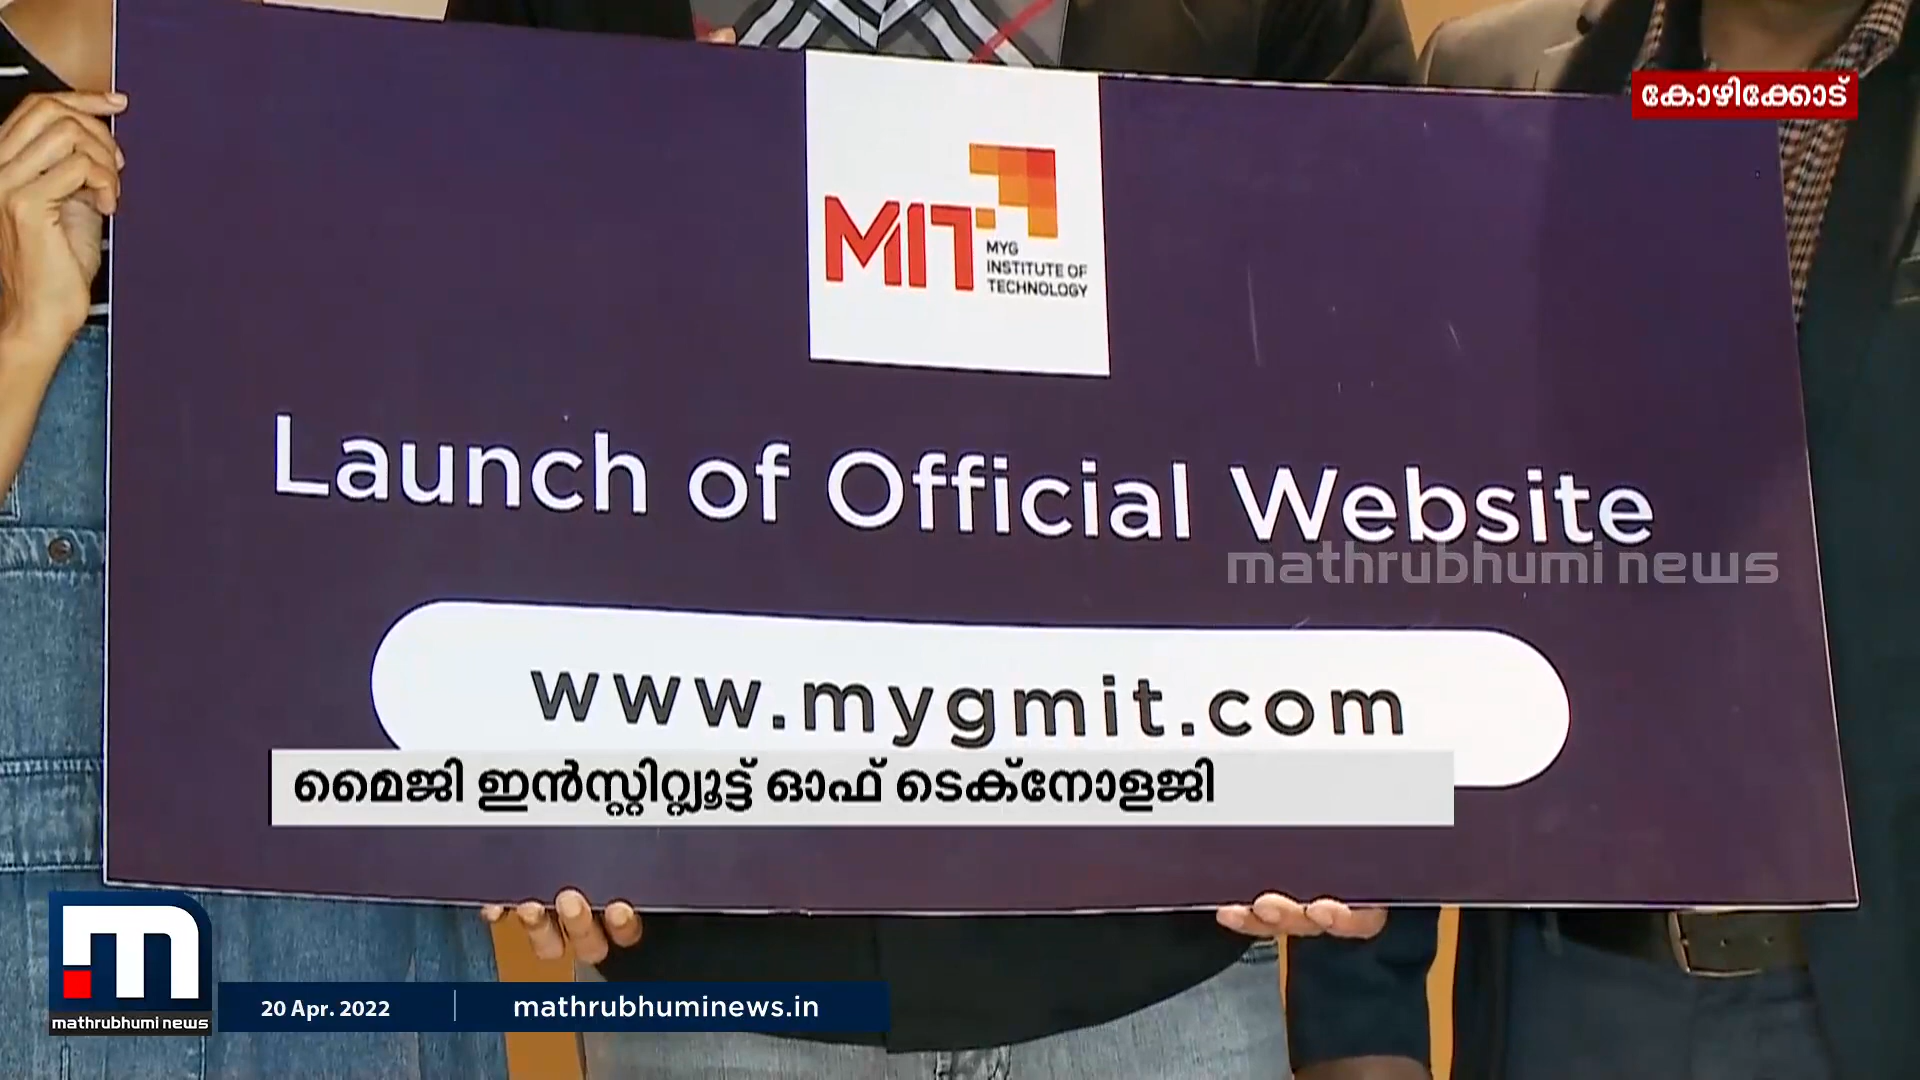 കോഴിക്കോട്
MIT
MYG
INSTITUTE OF
TECHNOLOGY
Launch of Official Website
mathrubhumi news
www.mygmit.com
മൈജി ഇൻസ്റ്റിറ്റ്യൂട്ട് ഓഫ് ടെക്നോളജി
mathrubhumi news
20 Apr. 2022
mathrubhuminews.in